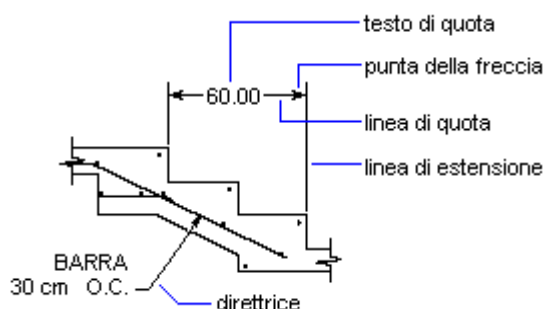 testo di quota
punta della freccia
60.00
linea di quota
linea di estensione
BARRA
30 cm O.C.
direttrice